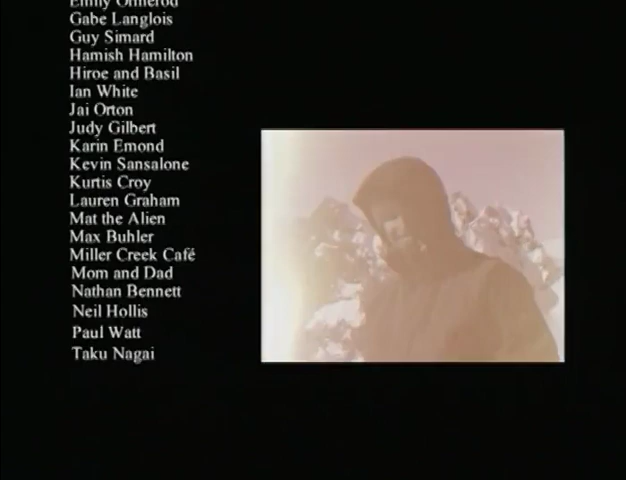 Emily Ormerod
Gabe Langlois
Guy Simard
Hamish Hamilton
Hiroe and Basil
Ian White
Jai Orton
Judy Gilbert
Karin Emond
Kevin Sansalone
Kurtis Croy
Lauren Graham
Mat the Alien
Max Buhler
Miller Creek Café
Mom and Dad
Nathan Bennett
Neil Hollis
Paul Watt
Taku Nagai